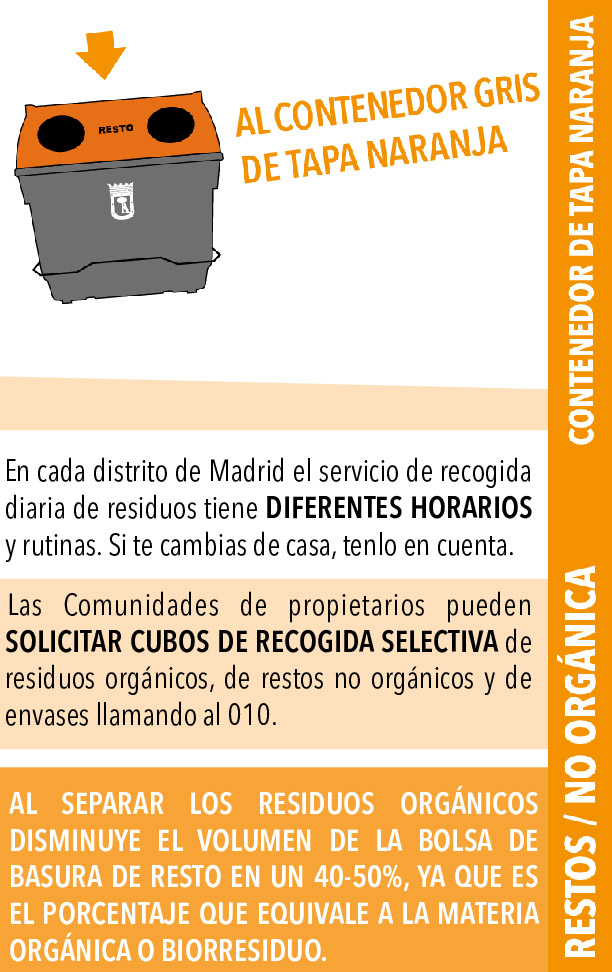 AL CONTENEDOR GRIS
DE TAPA NARANJA
RESTO
En cada distrito de Madrid el servicio de recogida
diaria de residuos tiene DIFERENTES HORARIOS
y rutinas. Si te cambias de casa, tenlo en cuenta.
Las Comunidades de propietarios pueden
SOLICITAR CUBOS DE RECOGIDA SELECTIVA de
residuos orgánicos, de restos no orgánicos y de
envases llamando al 010.
AL SEPARAR LOS RESIDUOS ORGÁNICOS
DISMINUYE EL VOLUMEN DE LA BOLSA DE
BASURA DE RESTO EN UN 40-50%, YA QUE ES
EL PORCENTAJE QUE EQUIVALE A LA MATERIA
ORGÁNICA O BIORRESIDUO.
RESTOS / NO ORGÁNICA
CONTENEDOR DE TAPA NARANJA